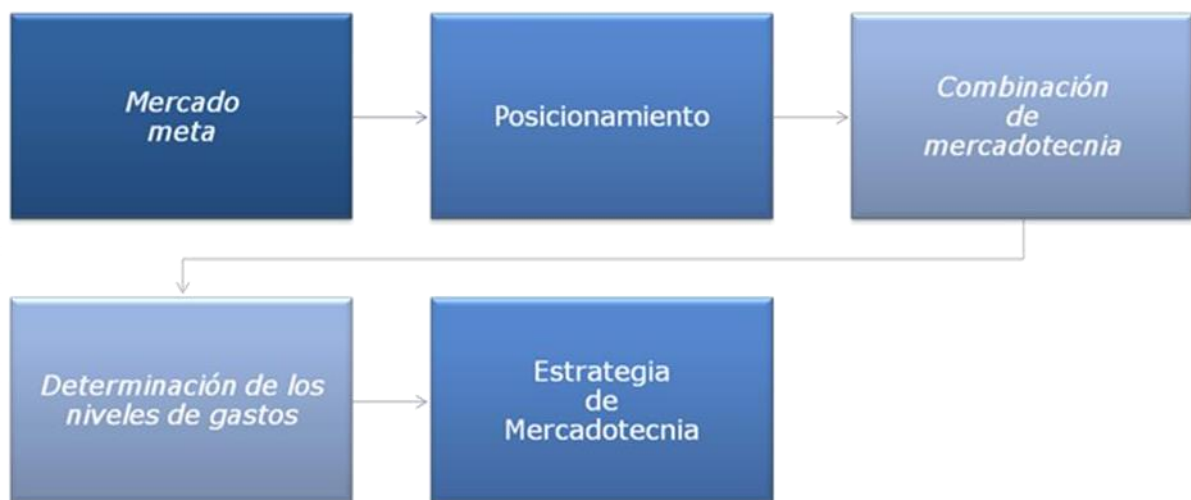 Mercado
meta
Posicionamiento
Combinación
de
mercadotecnia
Determinación de los
niveles de gastos
Estrategia
de
Mercadotecnia